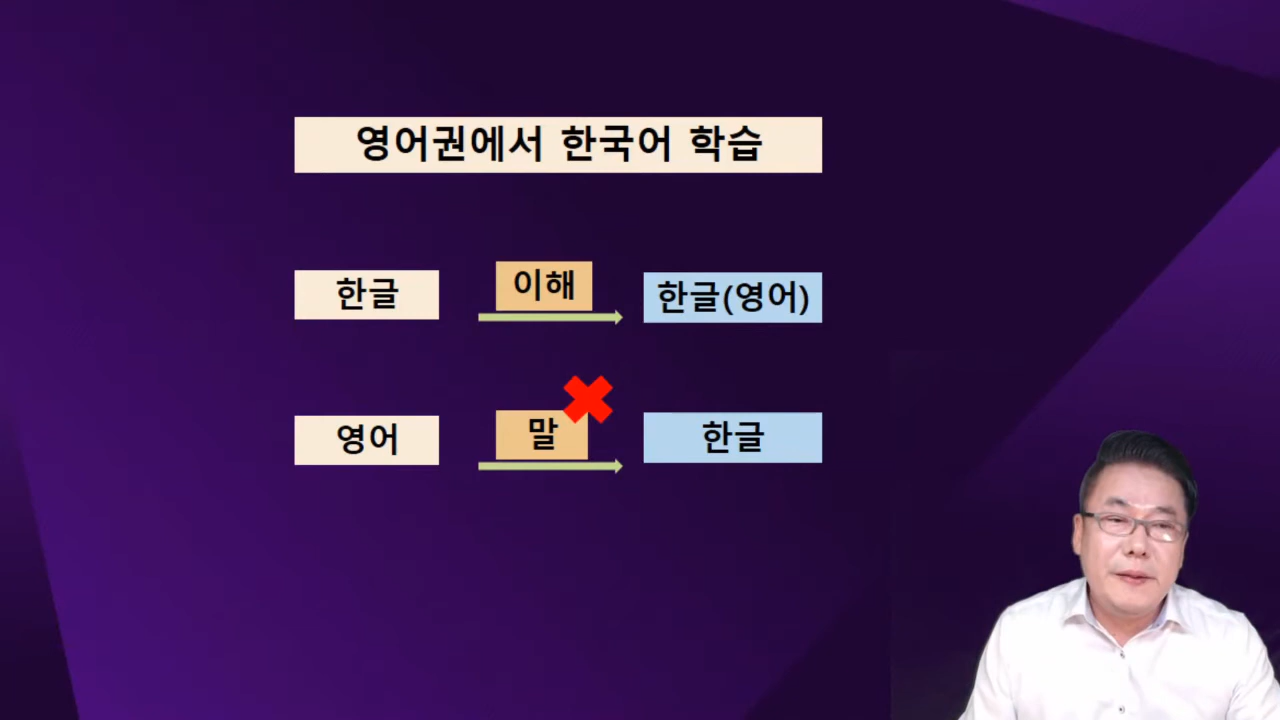 영어권에서 한국어 학습
한글 이해 한글(영어)
영어 말 한글